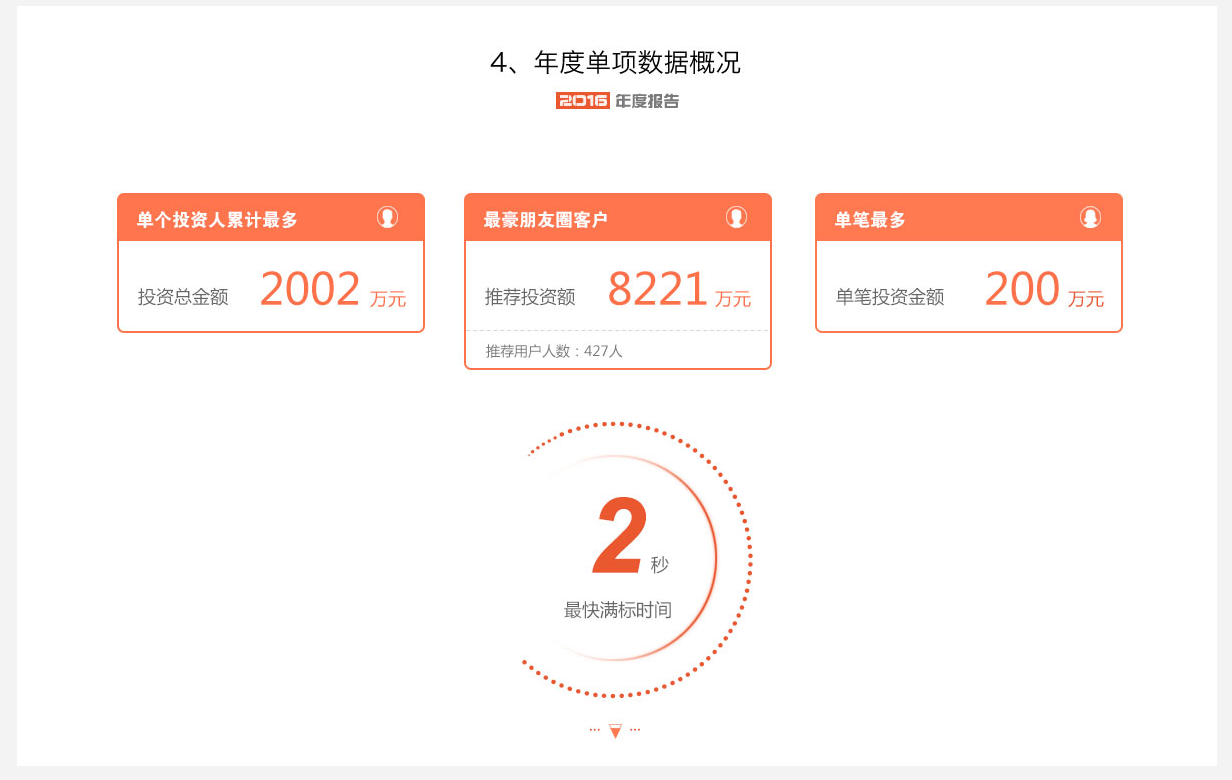 4、年度单项数据概况
2016 年度报告
单个投资人累计最多
投资总金额 2002 万元
最豪朋友圈客户
推荐投资额 8221 万元
推荐用户人数：427人
单笔最多
单笔投资金额 200 万元
2 秒
最快满标时间